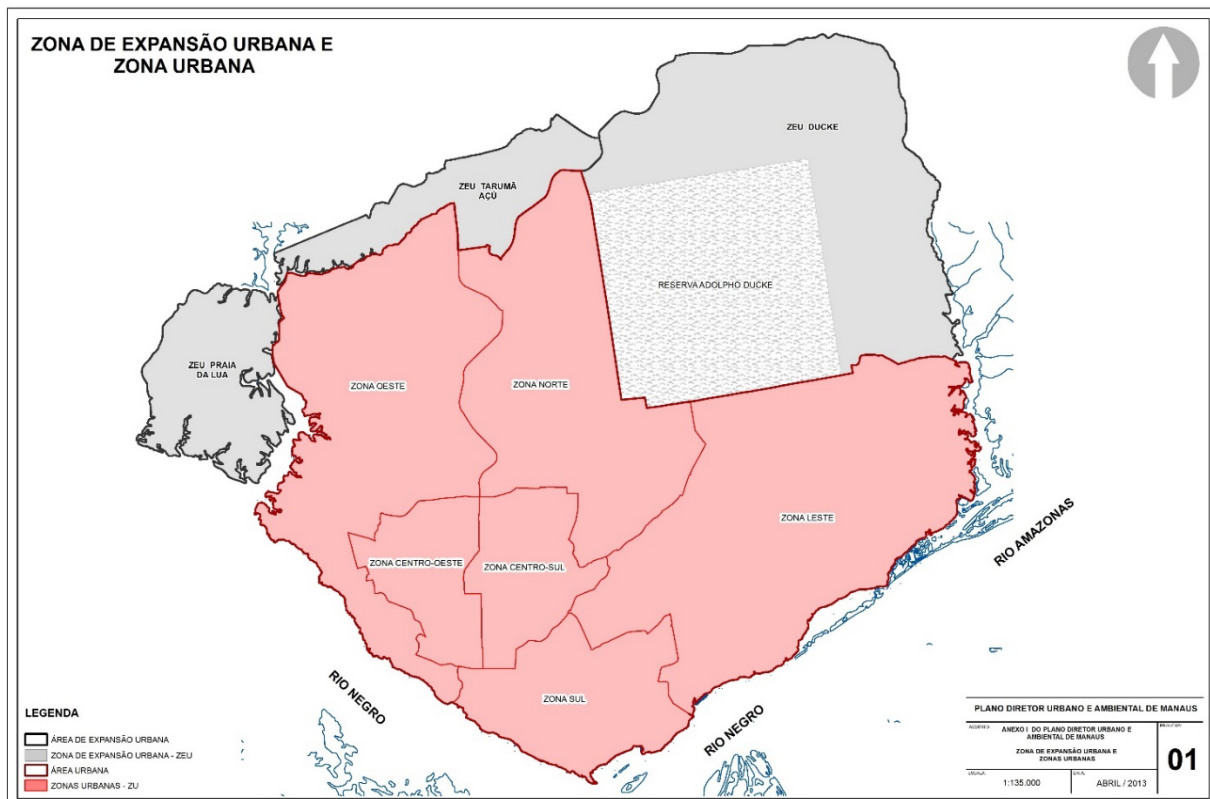 ZONA DE EXPANSÃO URBANA E
ZONA URBANA
ZEU DUCKE
ZEU TARUMÃ
AÇÚ
RESERVA ADOLPHO DUCKE
ZEU PRAIA
DA LUA
ZONA OESTE
ZONA NORTE
ZONA LESTE
RIO AMAZONAS
ZONA CENTRO-OESTE
ZONA CENTRO-SUL
ZONA SUL
RIO NEGRO
RIO NEGRO
LEGENDA
ÁREA DE EXPANSÃO URBANA
ZONA DE EXPANSÃO URBANA - ZEU
ÁREA URBANA
ZONAS URBANAS - ZU
PLANO DIRETOR URBANO E AMBIENTAL DE MANAUS
ANEXO I DO PLANO DIRETOR URBANO E
AMBIENTAL DE MANAUS
ZONA DE EXPANSÃO URBANA E
ZONAS URBANAS
01
1:135.000
ABRIL / 2013